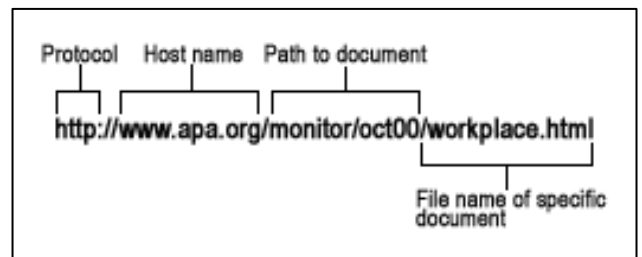 Protocol Host name Path to document
http://www.apa.org/monitor/oct00/workplace.html
File name of specific
document